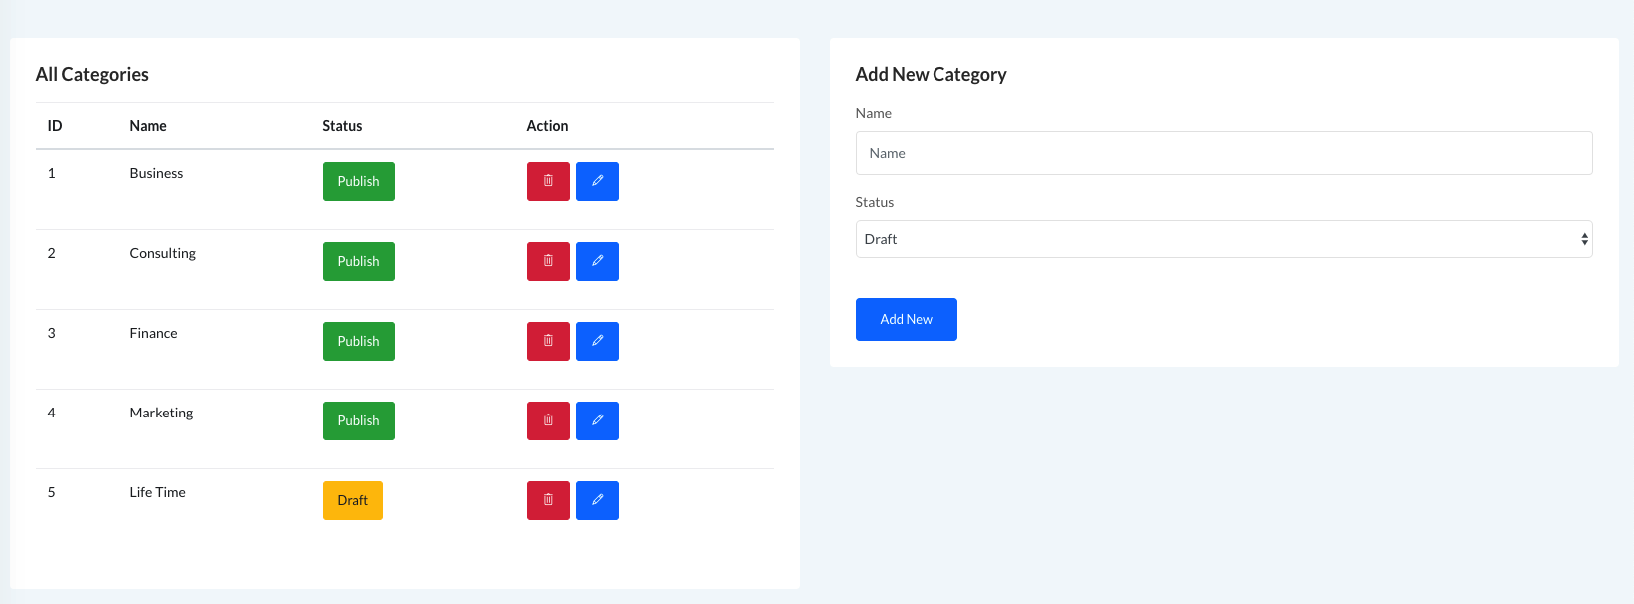 All Categories
ID Name Status Action
1 Business Publish
2 Consulting Publish
3 Finance Publish
4 Marketing Publish
5 Life Time Draft
Add New Category
Name
Name
Status
Draft
Add New